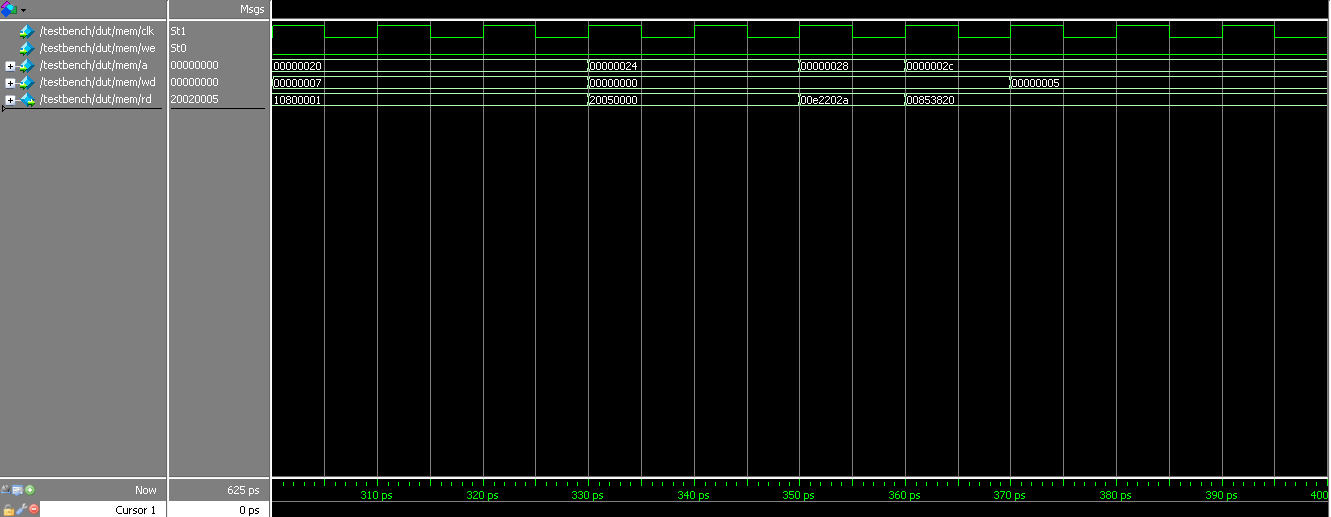 Msgs
/testbench/dut/mem/clk St1
/testbench/dut/mem/we St0
/testbench/dut/mem/a 00000000 00000020 00000024 00000028 0000002c
/testbench/dut/mem/wd 00000000 00000007 00000000 00000005
/testbench/dut/mem/rd 20020005 10800001 20050000 00e2202a 00853820
Now 625 ps 310 ps 320 ps 330 ps 340 ps 350 ps 360 ps 370 ps 380 ps 390 ps 400
Cursor 1 0 ps